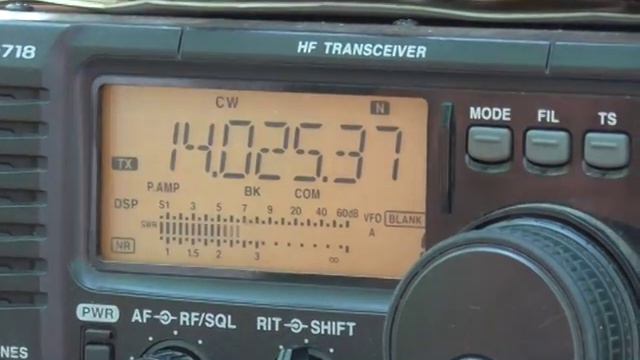 718 HF TRANSCEIVER
CW N
14.025.37
MODE FIL TS
TX
P.AMP BK COM
DSP S1 3 5 7 9 20 40 60dB
SWR VFO BLANK
A
NR 1 1.5 2 3 ∞
PWR AF RF/SQL RIT SHIFT
NES